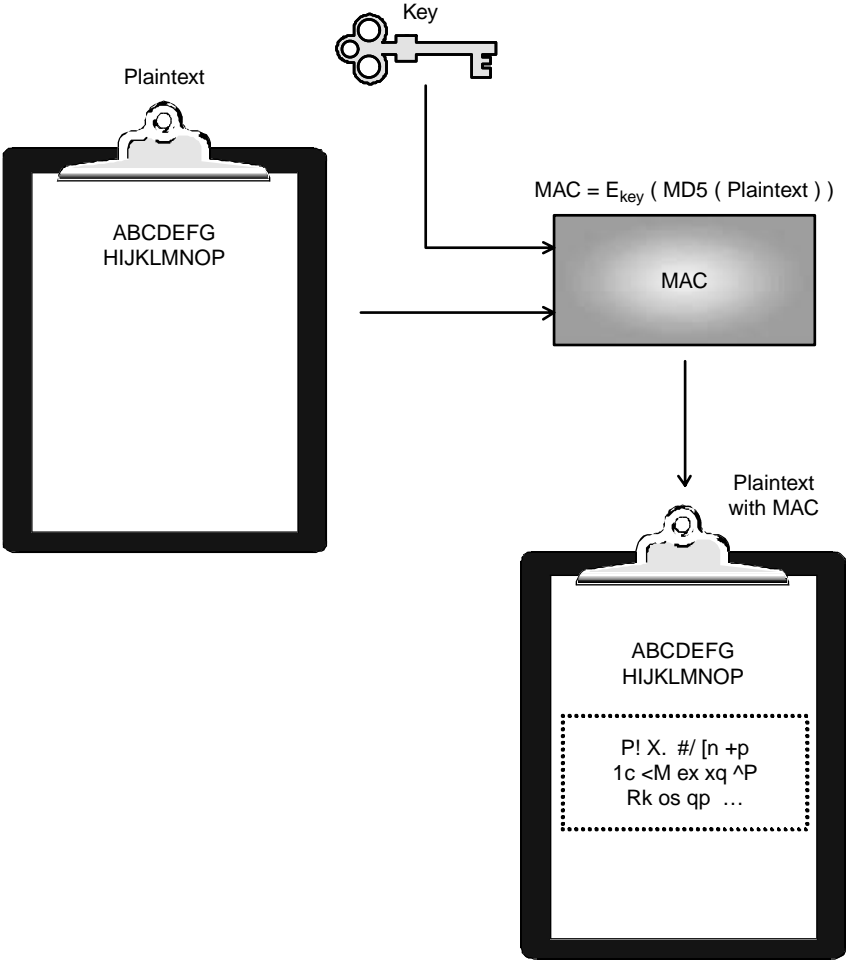 Key
Plaintext
ABCDEFG
HIJKLMNOP
MAC = Ekey ( MD5 ( Plaintext ) )
MAC
Plaintext
with MAC
ABCDEFG
HIJKLMNOP
P! X. #/ [n +p
1c <M ex xq ^P
Rk os qp …